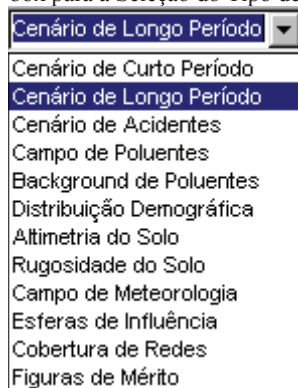 Cenário de Longo Período
Cenário de Curto Período
Cenário de Longo Período
Cenário de Acidentes
Campo de Poluentes
Background de Poluentes
Distribuição Demográfica
Altimetria do Solo
Rugosidade do Solo
Campo de Meteorologia
Esferas de Influência
Cobertura de Redes
Figuras de Mérito